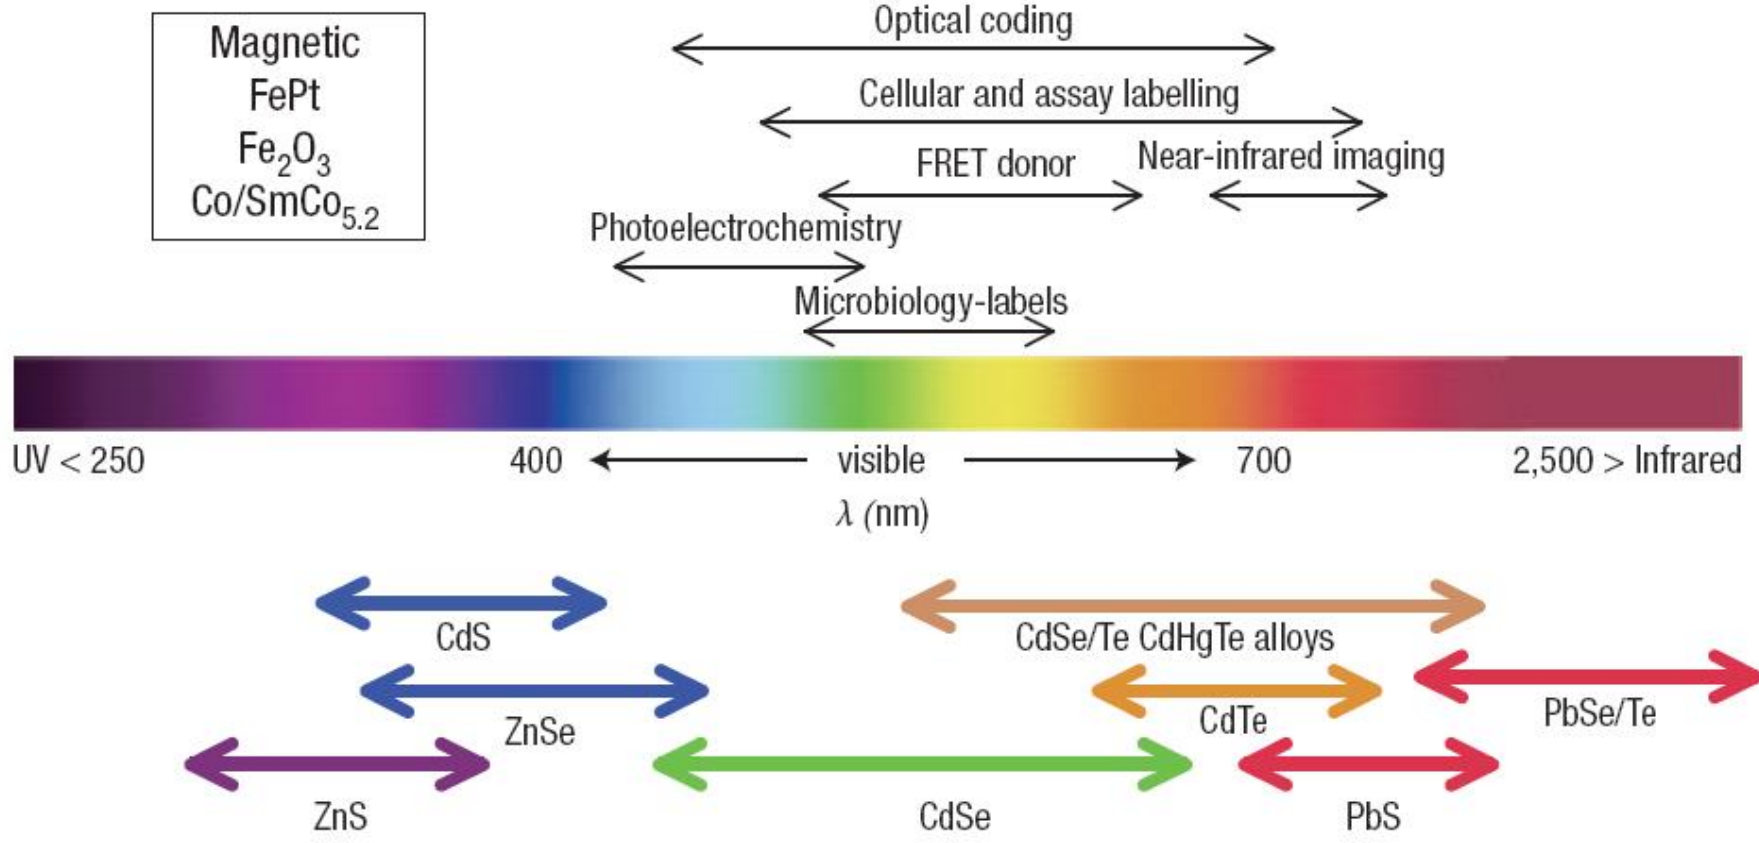 Magnetic
FePt
Fe₂O₃
Co/SmCo₅.₂
Optical coding
Cellular and assay labelling
FRET donor
Near-infrared imaging
Photoelectrochemistry
Microbiology-labels
UV < 250
400
visible
700
2,500 > Infrared
λ (nm)
CdS
CdSe/Te CdHgTe alloys
ZnSe
CdTe
PbSe/Te
ZnS
CdSe
PbS